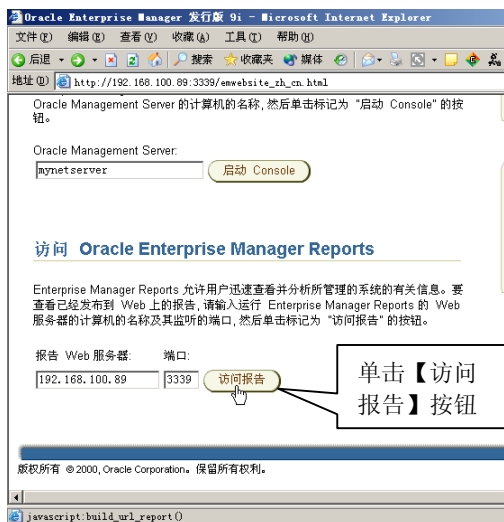 Oracle Enterprise Manager 发行版 9i - Microsoft Internet Explorer
文件(F) 编辑(E) 查看(V) 收藏(A) 工具(T) 帮助(H)
后退 搜索 收藏夹 媒体
地址(D) http://192.168.100.89:3339/emwebsite_zh_cn.html
Oracle Management Server 的计算机的名称, 然后单击标记为 "启动 Console" 的按
钮。
Oracle Management Server:
mynetserver 启动 Console
访问 Oracle Enterprise Manager Reports
Enterprise Manager Reports 允许用户迅速查看并分析所管理的系统的有关信息。要
查看已经发布到 Web 上的报告, 请输入运行 Enterprise Manager Reports 的 Web
服务器的计算机的名称及其监听的端口, 然后单击标记为 "访问报告" 的按钮。
报告 Web 服务器: 端口:
192.168.100.89 3339 访问报告
单击【访问
报告】按钮
版权所有 ©2000, Oracle Corporation。保留所有权利。
javascript:build_url_report()